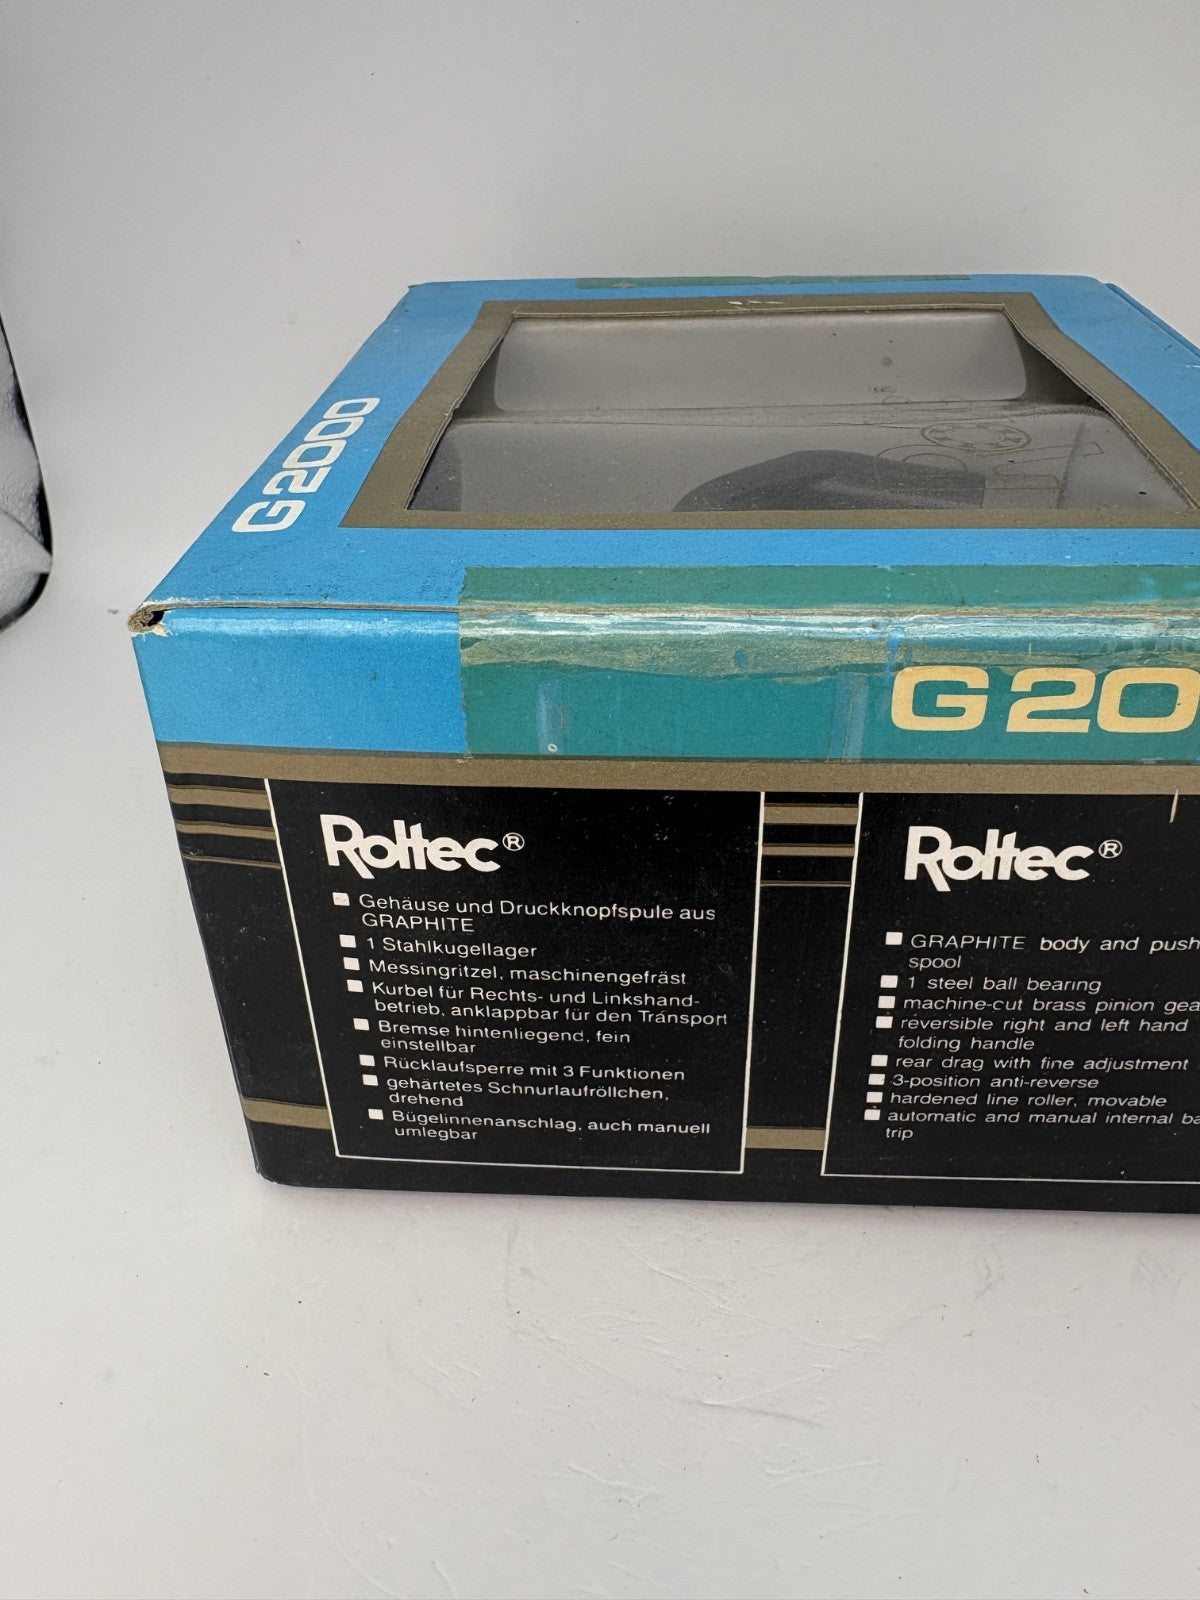 G2000
G20
Roltec®
Gehäuse und Druckknopfspule aus
GRAPHITE
1 Stahlkugellager
Messingritzel, maschinengefräst
Kurbel für Rechts- und Linkshand-
betrieb, anklappbar für den Transport
Bremse hintenliegend, fein
einstellbar
Rücklaufsperre mit 3 Funktionen
gehärtetes Schnurlaufröllchen,
drehend
Bügelinnenanschlag, auch manuell
umlegbar
Roltec®
GRAPHITE body and push
spool
1 steel ball bearing
machine-cut brass pinion gea
reversible right and left hand
folding handle
rear drag with fine adjustment
3-position anti-reverse
hardened line roller, movable
automatic and manual internal ba
trip